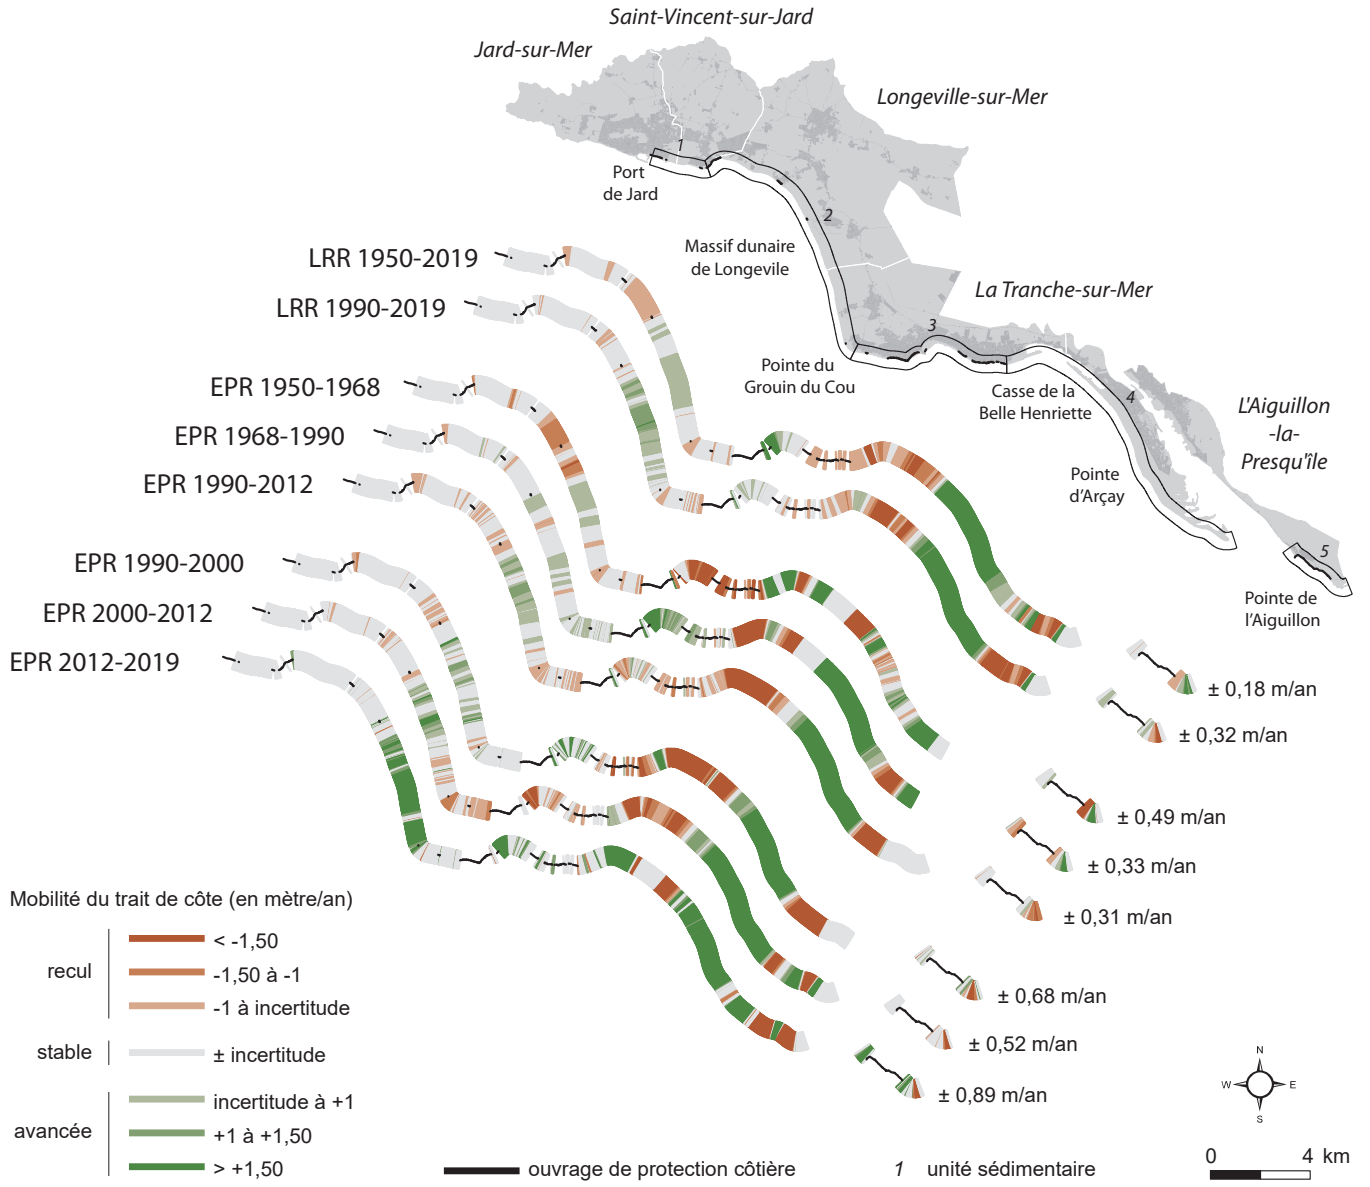 Saint-Vincent-sur-Jard
Jard-sur-Mer
Longeville-sur-Mer
1
Port
de Jard
2
Massif dunaire
de Longevile
LRR 1950-2019
LRR 1990-2019
La Tranche-sur-Mer
3
Pointe du
Grouin du Cou
Casse de la
Belle Henriette
4
L'Aiguillon
-la-
Presqu'île
EPR 1950-1968
EPR 1968-1990
EPR 1990-2012
Pointe
d'Arçay
5
Pointe de
l'Aiguillon
EPR 1990-2000
EPR 2000-2012
EPR 2012-2019
± 0,18 m/an
± 0,32 m/an
± 0,49 m/an
± 0,33 m/an
± 0,31 m/an
± 0,68 m/an
± 0,52 m/an
± 0,89 m/an
Mobilité du trait de côte (en mètre/an)
recul
< -1,50
-1,50 à -1
-1 à incertitude
stable
± incertitude
avancée
incertitude à +1
+1 à +1,50
> +1,50
ouvrage de protection côtière
1 unité sédimentaire
N
W E
S
0 4 km